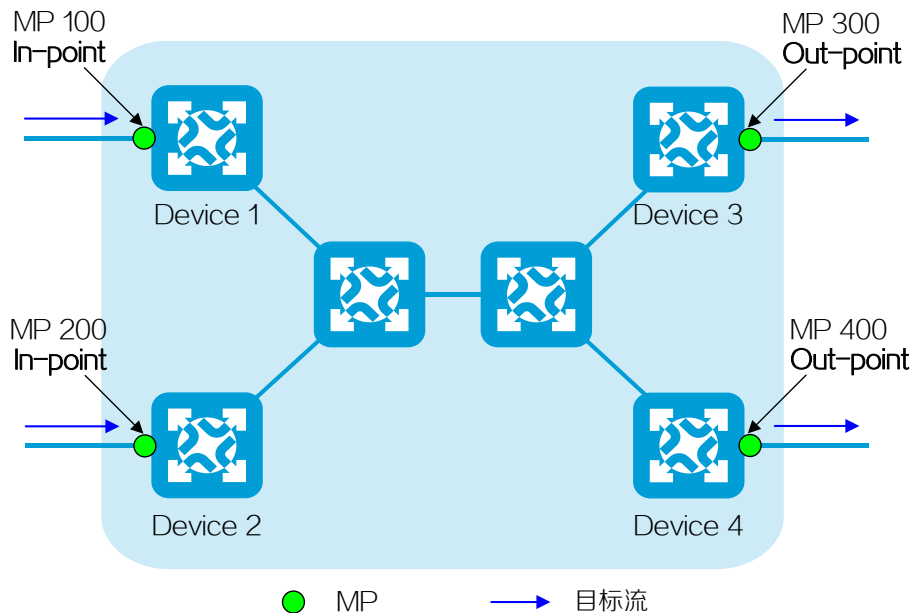 MP 100
In-point
MP 300
Out-point
Device 1
Device 3
MP 200
In-point
MP 400
Out-point
Device 2
Device 4
MP
目标流